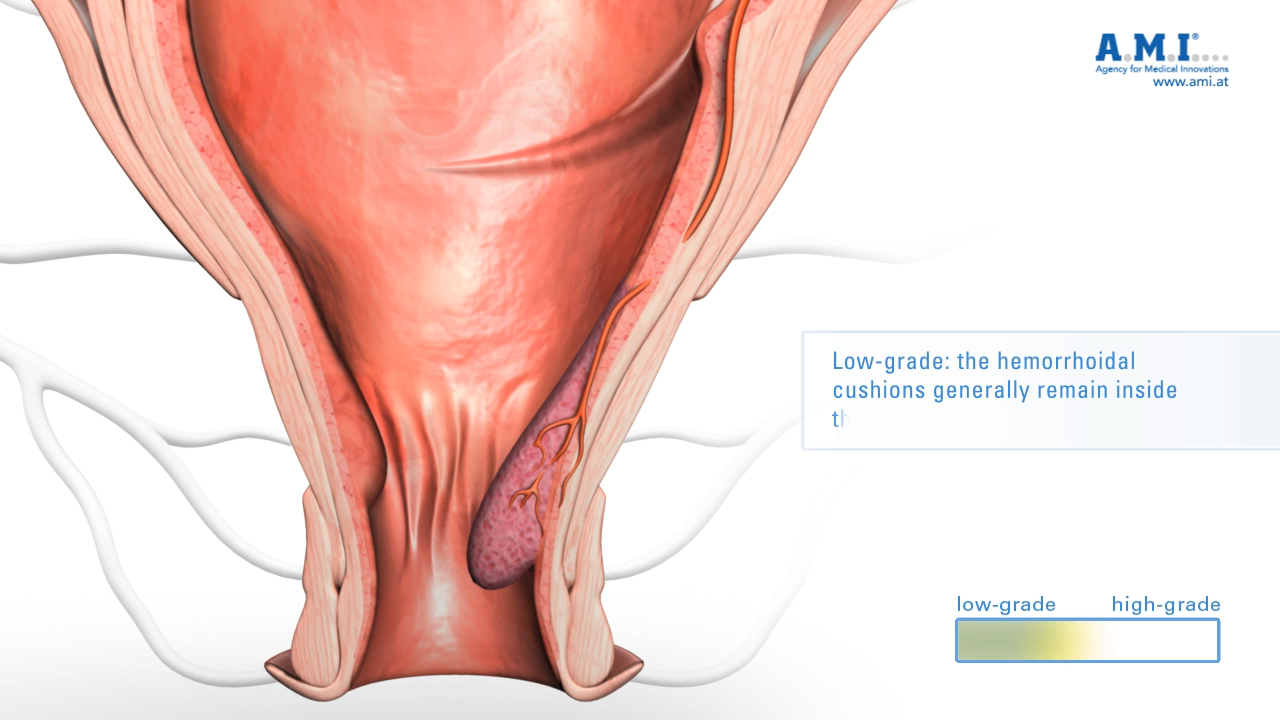 A.M.I.®
Agency for Medical Innovations
www.ami.at
Low-grade: the hemorrhoidal
cushions generally remain inside
th
low-grade high-grade